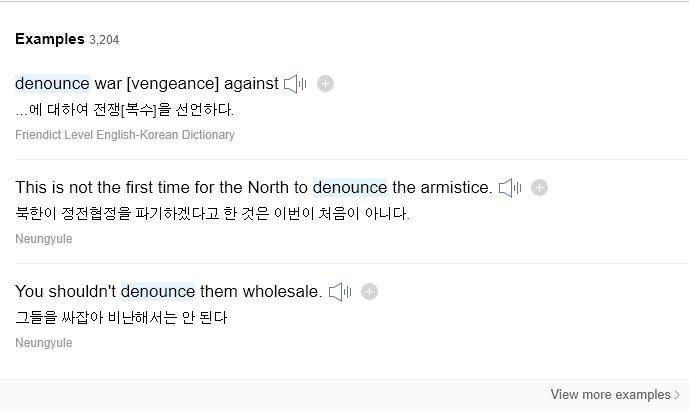 Examples 3,204
denounce war [vengeance] against
…에 대하여 전쟁[복수]을 선언하다.
Friendict Level English-Korean Dictionary
This is not the first time for the North to denounce the armistice.
북한이 정전협정을 파기하겠다고 한 것은 이번이 처음이 아니다.
Neungyule
You shouldn't denounce them wholesale.
그들을 싸잡아 비난해서는 안 된다
Neungyule
View more examples